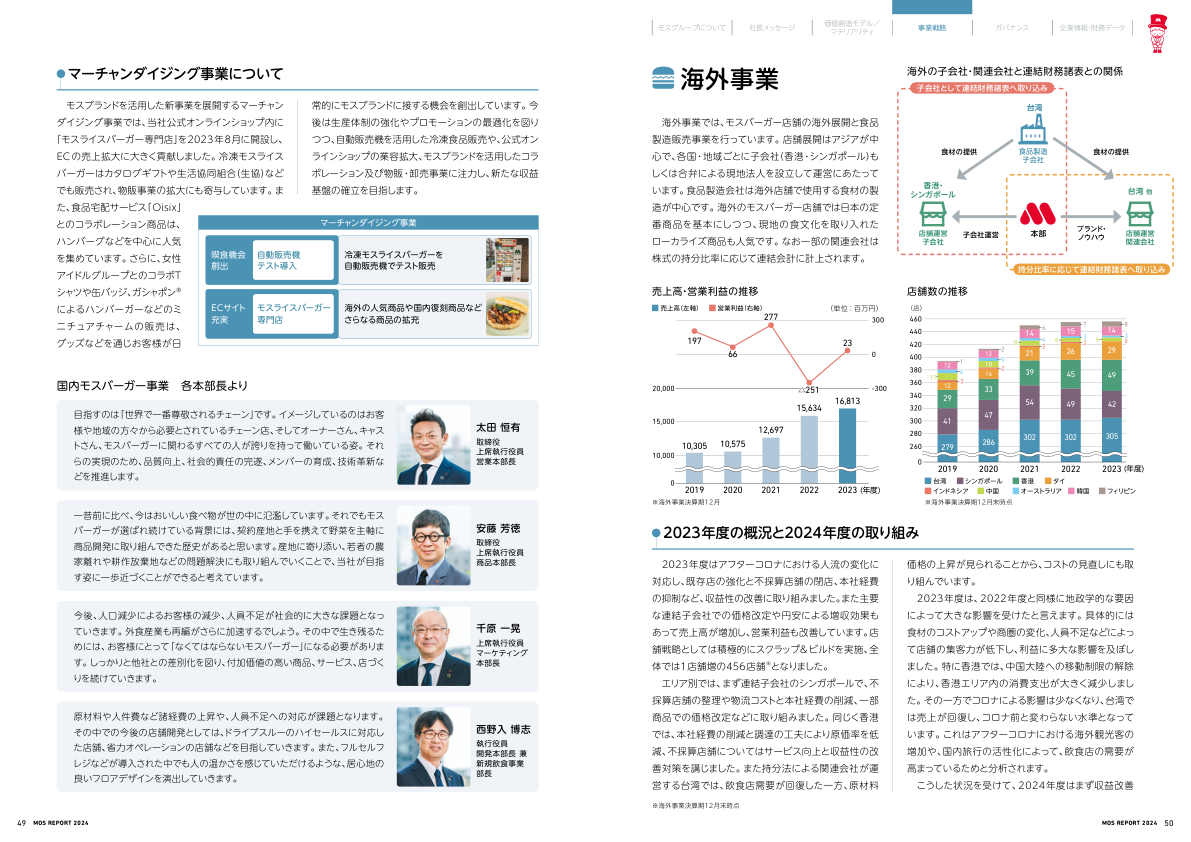 モスグループについて
社長メッセージ
価値創造モデル／
マテリアリティ
事業戦略
ガバナンス
企業情報・財務データ
マーチャンダイジング事業について
モスブランドを活用した新事業を展開するマーチャン
ダイジング事業では、当社公式オンラインショップ内に
「モスライスバーガー専門店」を2023年8月に開設し、
ECの売上拡大に大きく貢献しました。冷凍モスライス
バーガーはカタログギフトや生活協同組合（生協）など
でも販売され、物販事業の拡大にも寄与しています。ま
た、食品宅配サービス「Oisix」
とのコラボレーション商品は、
ハンバーグなどを中心に人気
を集めています。さらに、女性
アイドルグループとのコラボT
シャツや缶バッジ、ガシャポン®
によるハンバーガーなどのミ
ニチュアチャームの販売は、
グッズなどを通じお客様が日
常的にモスブランドに接する機会を創出しています。今
後は生産体制の強化やプロモーションの最適化を図り
つつ、自動販売機を活用した冷凍食品販売や、公式オン
ラインショップの業容拡大、モスブランドを活用したコラ
ボレーション及び物販・卸売事業に注力し、新たな収益
基盤の確立を目指します。
マーチャンダイジング事業
喫食機会
創出
自動販売機
テスト導入
冷凍モスライスバーガーを
自動販売機でテスト販売
ECサイト
充実
モスライスバーガー
専門店
海外の人気商品や国内復刻商品など
さらなる商品の拡充
国内モスバーガー事業　各本部長より
目指すのは「世界で一番尊敬されるチェーン」です。イメージしているのはお客
様や地域の方々から必要とされているチェーン店、そしてオーナーさん、キャス
トさん、モスバーガーに関わるすべての人が誇りを持って働いている姿。それ
らの実現のため、品質向上、社会的責任の完遂、メンバーの育成、技術革新な
どを推進します。
太田 恒有
取締役
上席執行役員
営業本部長
一昔前に比べ、今はおいしい食べ物が世の中に氾濫しています。それでもモス
バーガーが選ばれ続けている背景には、契約産地と手を携えて野菜を主軸に
商品開発に取り組んできた歴史があると思います。産地に寄り添い、若者の農
家離れや耕作放棄地などの問題解決にも取り組んでいくことで、当社が目指
す姿に一歩近づくことができると考えています。
安藤 芳徳
取締役
上席執行役員
商品本部長
今後、人口減少によるお客様の減少、人員不足が社会的に大きな課題となっ
ていきます。外食産業も再編がさらに加速するでしょう。その中で生き残るた
めには、お客様にとって「なくてはならないモスバーガー」になる必要がありま
す。しっかりと他社との差別化を図り、付加価値の高い商品、サービス、店づく
りを続けていきます。
千原 一晃
上席執行役員
マーケティング
本部長
原材料や人件費など諸経費の上昇や、人員不足への対応が課題となります。
その中での今後の店舗開発としては、ドライブスルーのハイセールスに対応し
た店舗、省力オペレーションの店舗などを目指していきます。また、フルセルフ
レジなどが導入された中でも人の温かさを感じていただけるような、居心地の
良いフロアデザインを演出していきます。
西野入 博志
執行役員
開発本部長 兼
新規飲食事業
部長
49 MOS REPORT 2024
海外事業
海外事業では、モスバーガー店舗の海外展開と食品
製造販売事業を行っています。店舗展開はアジアが中
心で、各国・地域ごとに子会社（香港・シンガポール）も
しくは合弁による現地法人を設立して運営にあたって
います。食品製造会社は海外店舗で使用する食材の製
造が中心です。海外のモスバーガー店舗では日本の定
番商品を基本にしつつ、現地の食文化を取り入れた
ローカライズ商品も人気です。なお一部の関連会社は
株式の持分比率に応じて連結会計に計上されます。
海外の子会社・関連会社と連結財務諸表との関係
子会社として連結財務諸表へ取り込み
台湾
食品製造
子会社
食材の提供
食材の提供
香港・
シンガポール
店舗運営
子会社
子会社運営
本部
ブランド・
ノウハウ
台湾 他
店舗運営
関連会社
持分比率に応じて連結財務諸表へ取り込み
売上高・営業利益の推移
売上高（左軸）　営業利益（右軸）　（単位：百万円）
300
0
-300
197
66
277
△251
23
20,000
15,000
10,000
0
10,305
10,575
12,697
15,634
16,813
2019 2020 2021 2022 2023 （年度）
※海外事業決算期12月
店舗数の推移
（店）
460
440
420
400
380
360
340
320
300
280
260
0
12
12
29
41
279
12
10
16
33
47
286
14
21
39
54
302
15
26
45
49
302
14
29
49
42
305
2019 2020 2021 2022 2023 （年度）
台湾　シンガポール　香港　タイ
インドネシア　中国　オーストラリア　韓国　フィリピン
※海外事業決算期12月末時点
2023年度の概況と2024年度の取り組み
2023年度はアフターコロナにおける人流の変化に
対応し、既存店の強化と不採算店舗の閉店、本社経費
の抑制など、収益性の改善に取り組みました。また主要
な連結子会社での価格改定や円安による増収効果も
あって売上高が増加し、営業利益も改善しています。店
舗戦略としては積極的にスクラップ&ビルドを実施、全
体では1店舗増の456店舗※となりました。
エリア別では、まず連結子会社のシンガポールで、不
採算店舗の整理や物流コストと本社経費の削減、一部
商品での価格改定などに取り組みました。同じく香港
では、本社経費の削減と調達の工夫により原価率を低
減、不採算店舗についてはサービス向上と収益性の改
善対策を講じました。また持分法による関連会社が運
営する台湾では、飲食店需要が回復した一方、原材料
価格の上昇が見られることから、コストの見直しにも取
り組んでいます。
2023年度は、2022年度と同様に地政学的な要因
によって大きな影響を受けたと言えます。具体的には
食材のコストアップや商圏の変化、人員不足などによっ
て店舗の集客力が低下し、利益に多大な影響を及ぼし
ました。特に香港では、中国大陸への移動制限の解除
により、香港エリア内の消費支出が大きく減少しまし
た。その一方でコロナによる影響は少なくなり、台湾で
は売上が回復し、コロナ前と変わらない水準となって
います。これはアフターコロナにおける海外観光客の
増加や、国内旅行の活性化によって、飲食店の需要が
高まっているためと分析されます。
こうした状況を受けて、2024年度はまず収益改善
※海外事業決算期12月末時点
MOS REPORT 2024 50